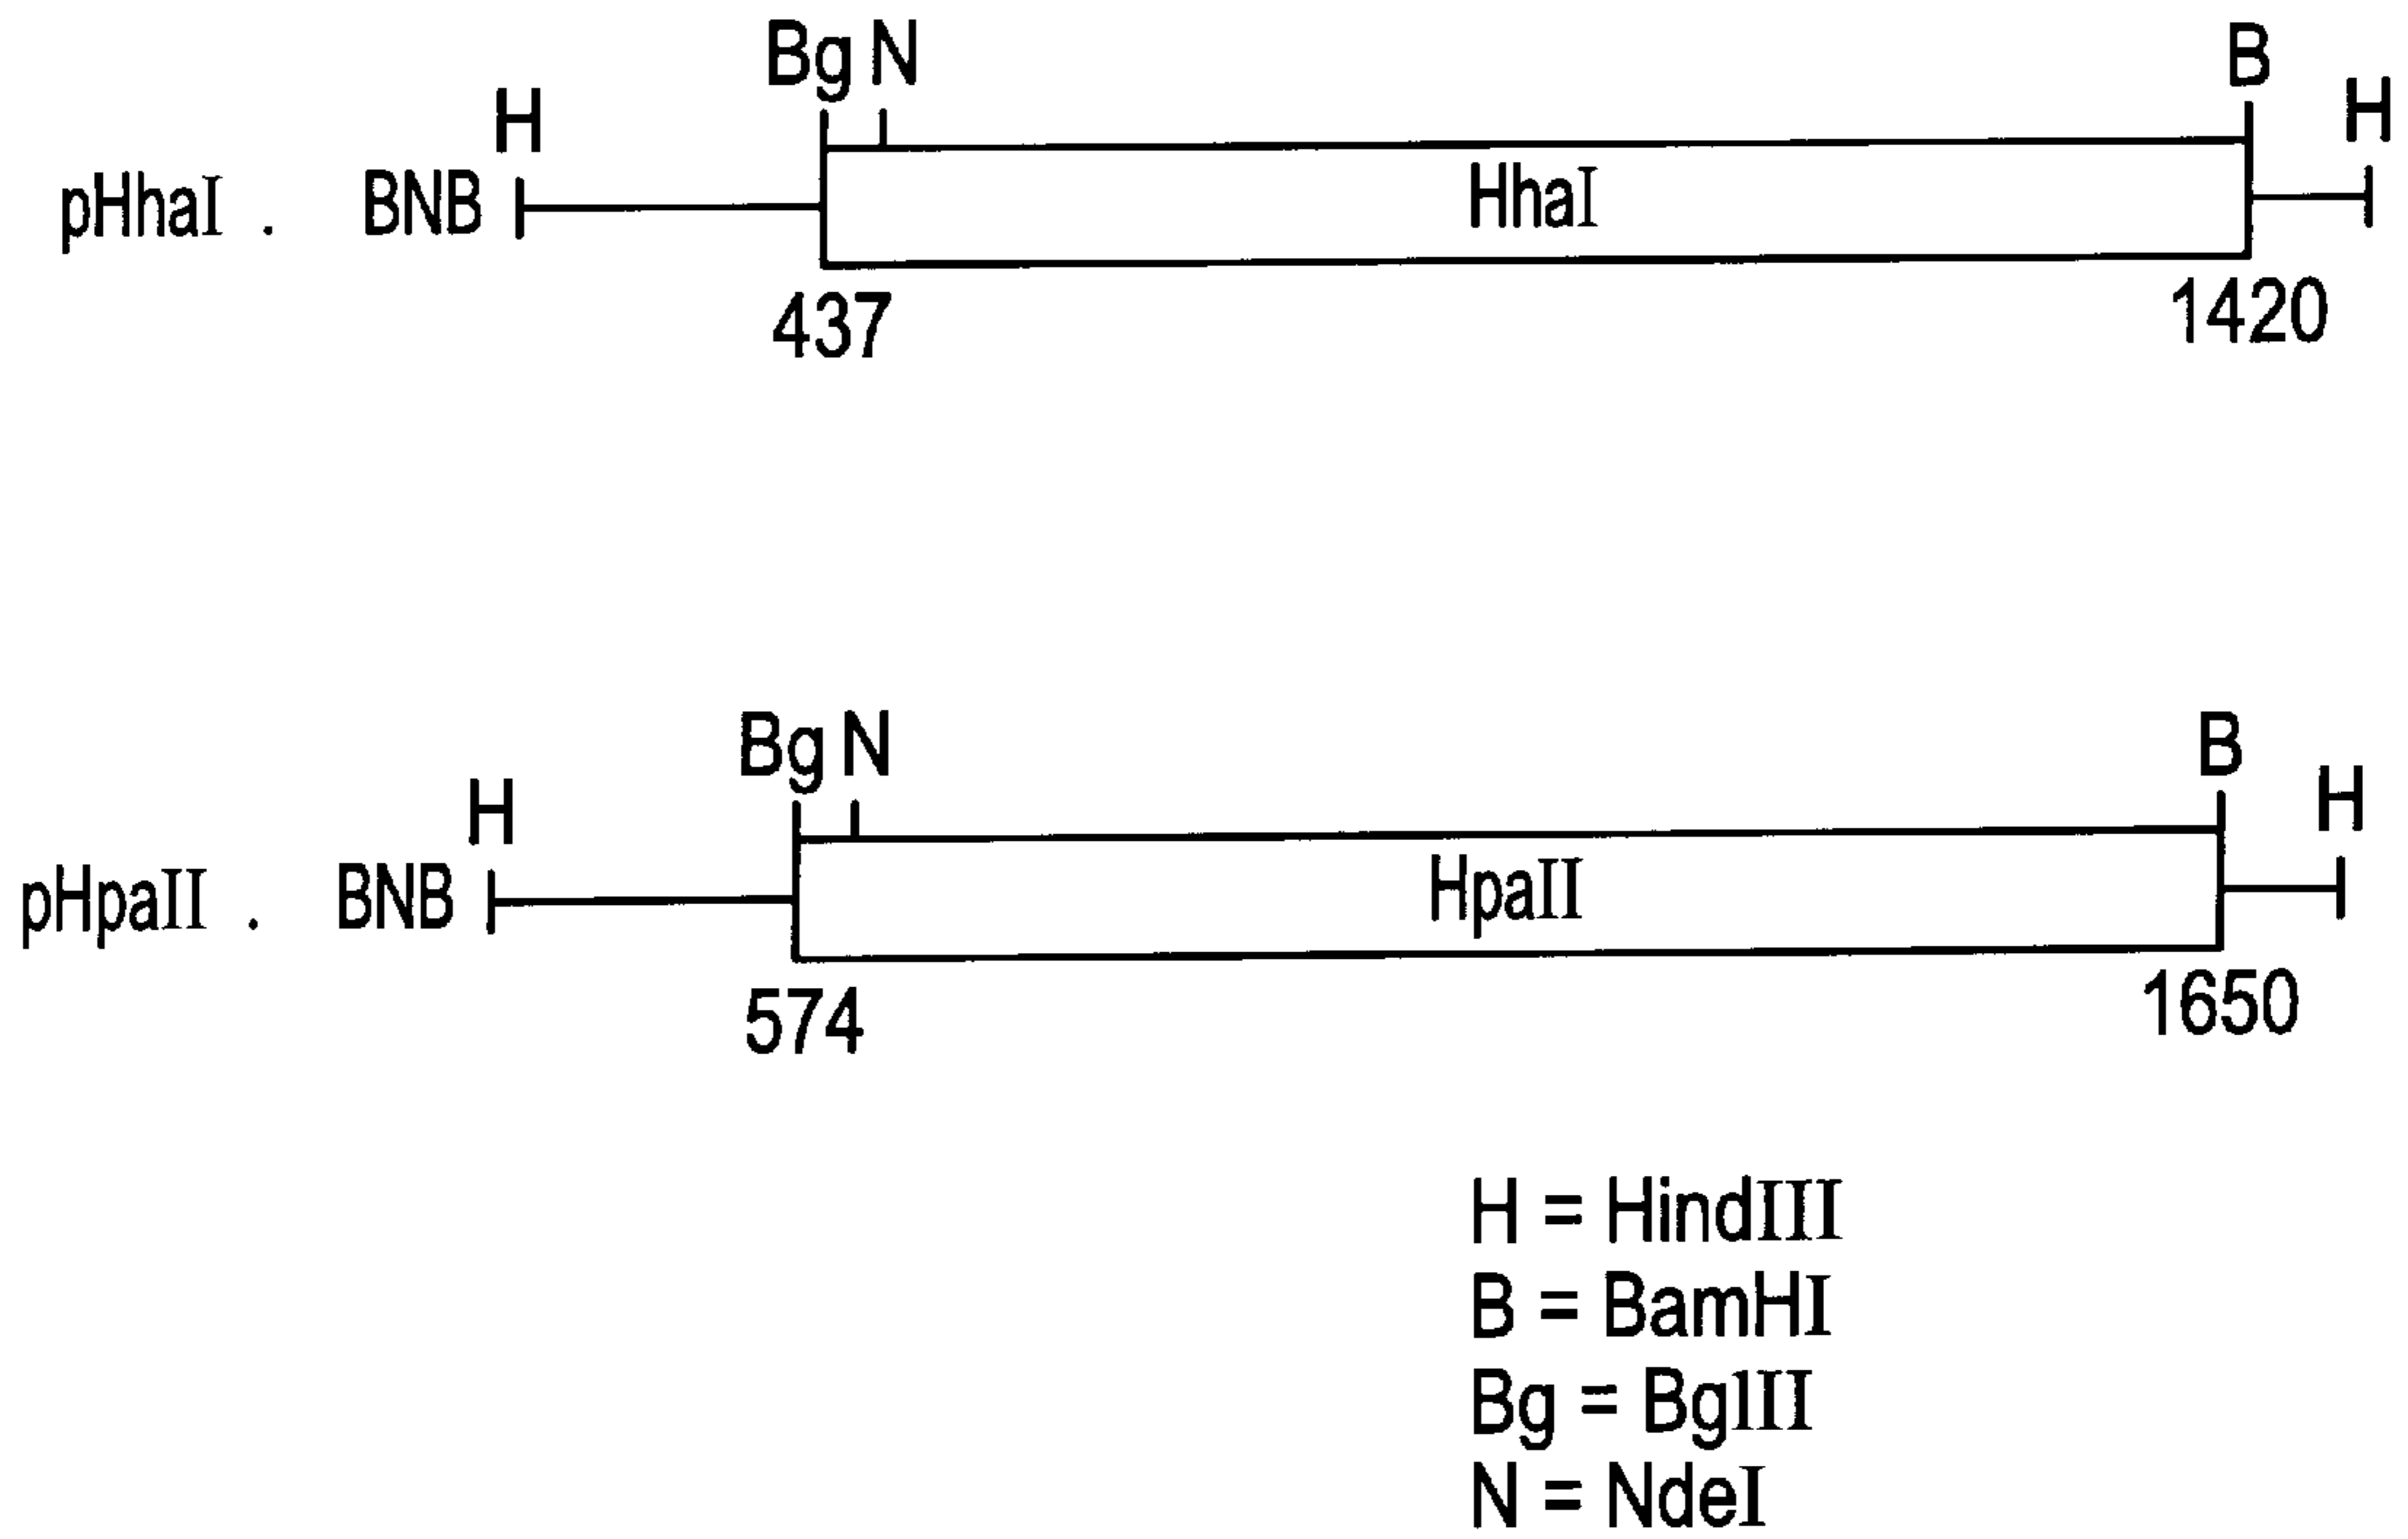 Bg N B
H H
pHhaI . BNB HhaI
437 1420
Bg N B
H H
pHpaII . BNB HpaII
574 1650
H = HindIII
B = BamHI
Bg = BglII
N = NdeI